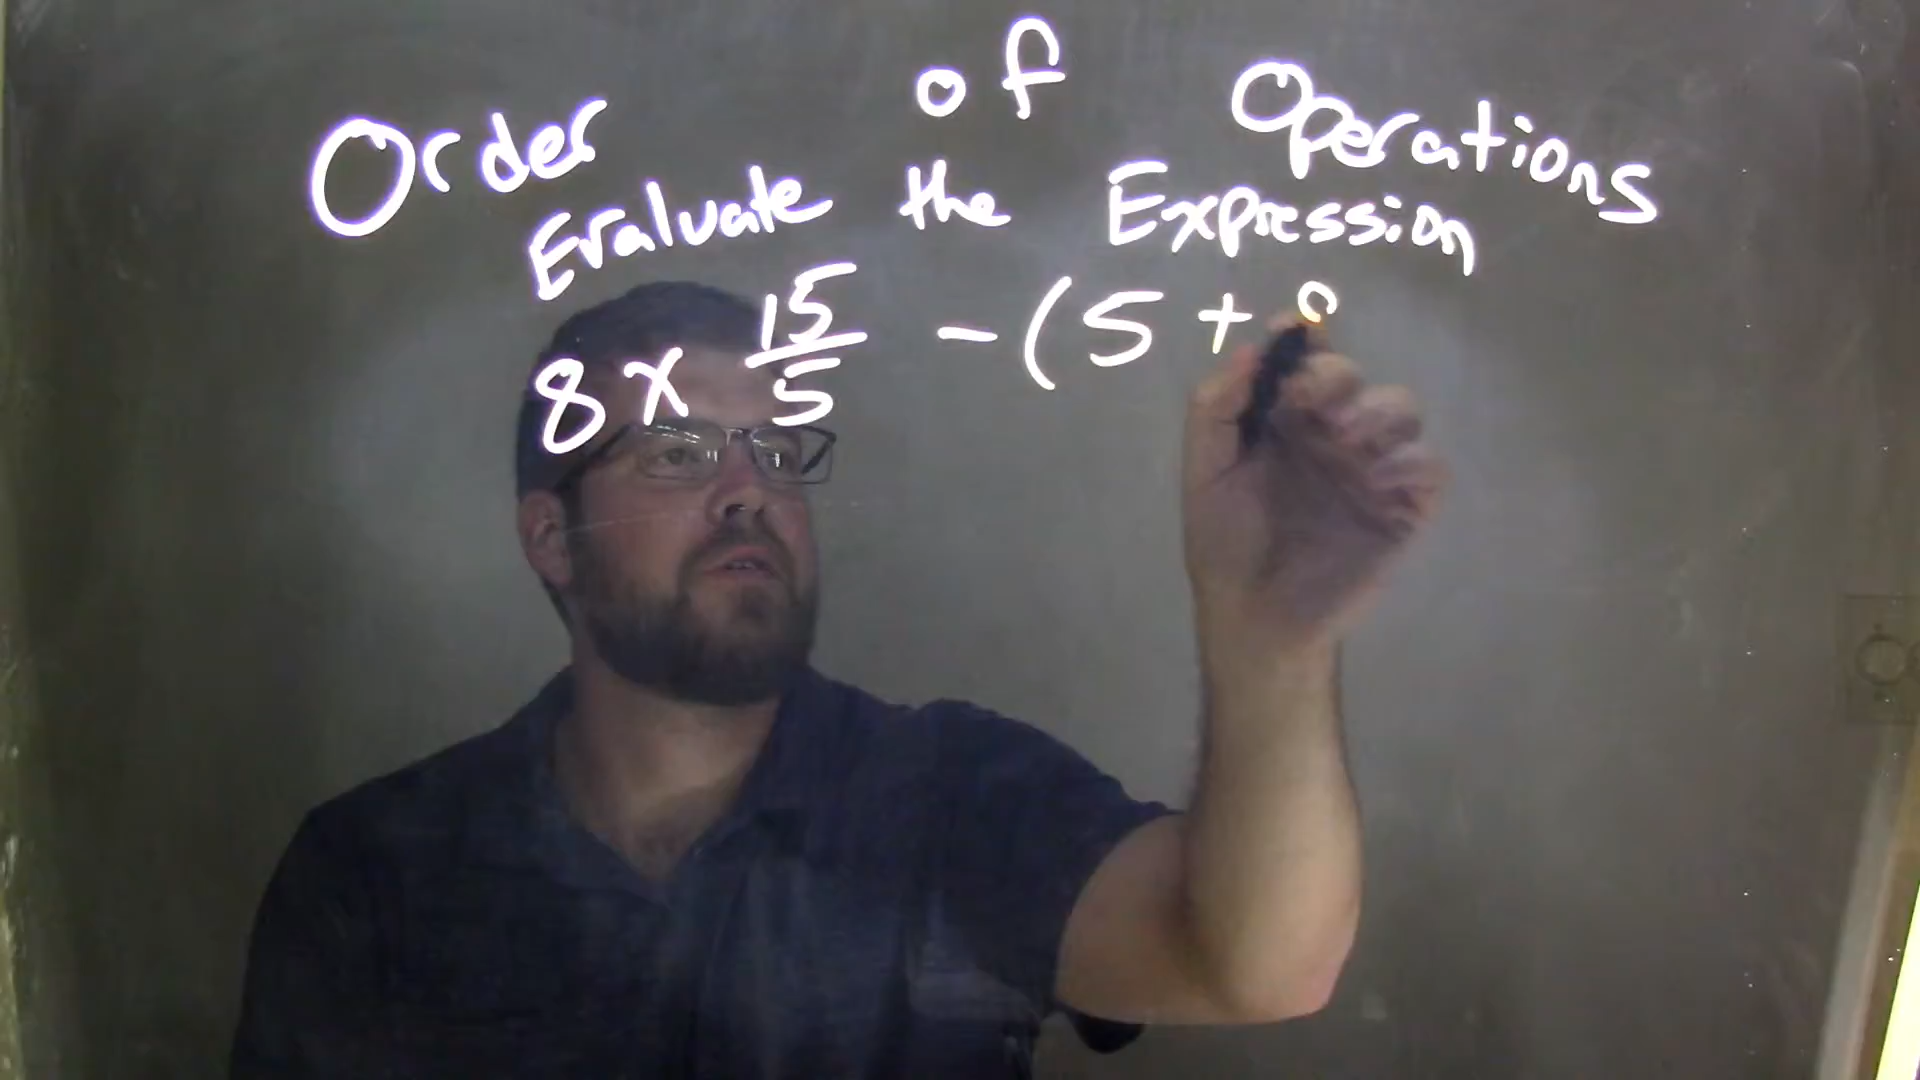 Order of Operations
Evaluate the Expression
8 x 15/5 - (5 +